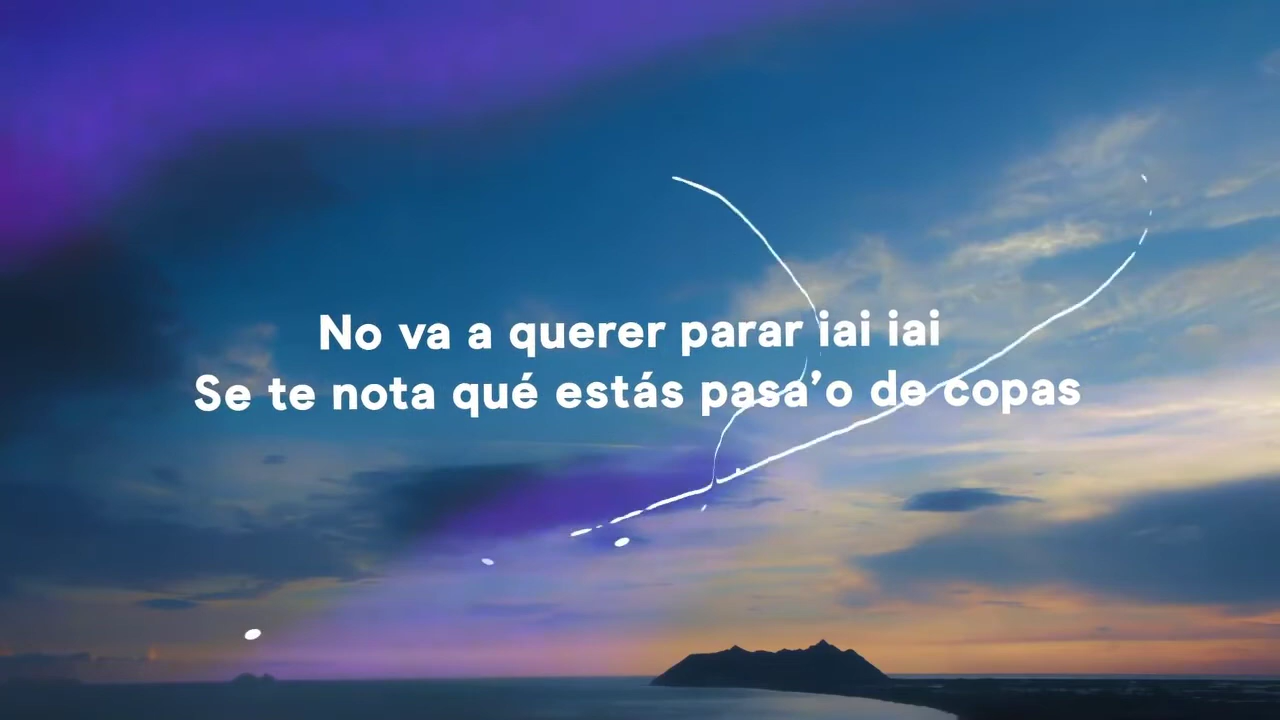 No va a querer parar iai iai
Se te nota qué estás pasa’o de copas